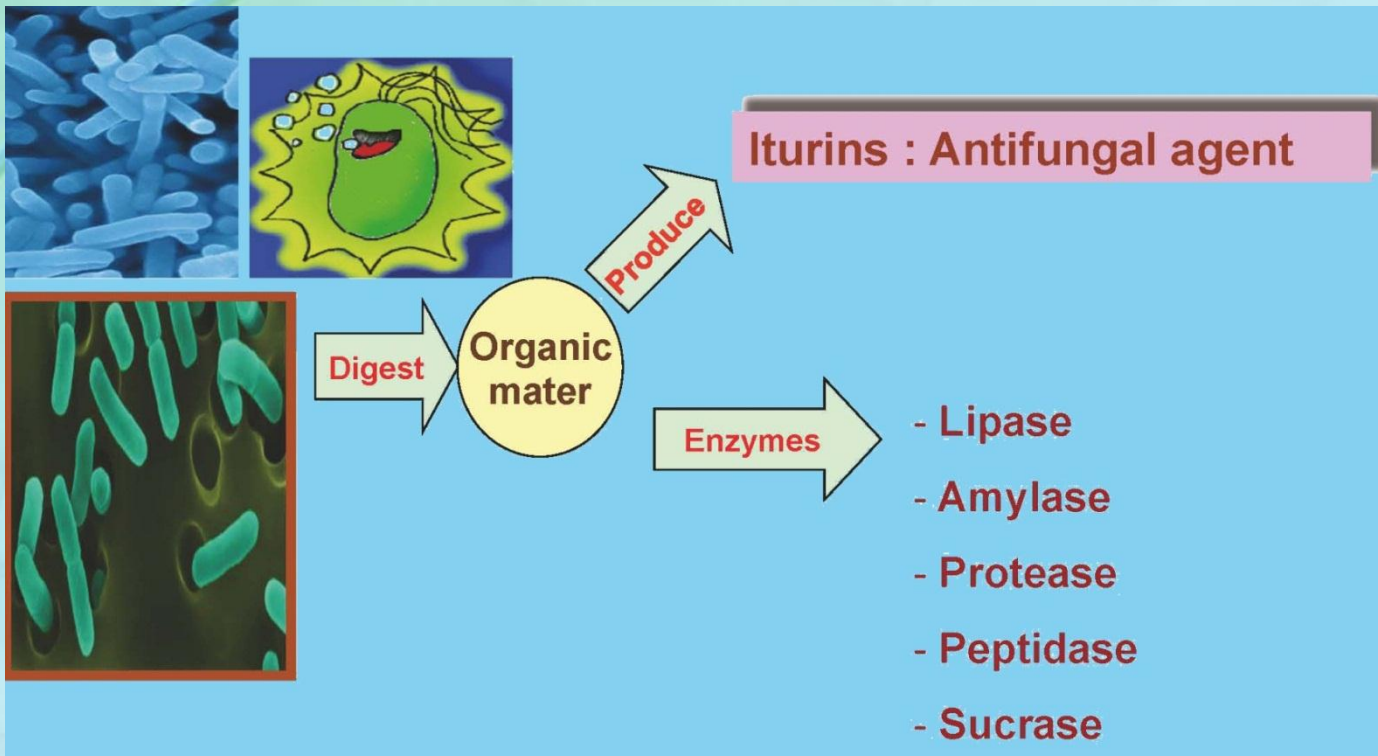 Iturins : Antifungal agent
Produce
Digest
Organic
mater
Enzymes
- Lipase
- Amylase
- Protease
- Peptidase
- Sucrase